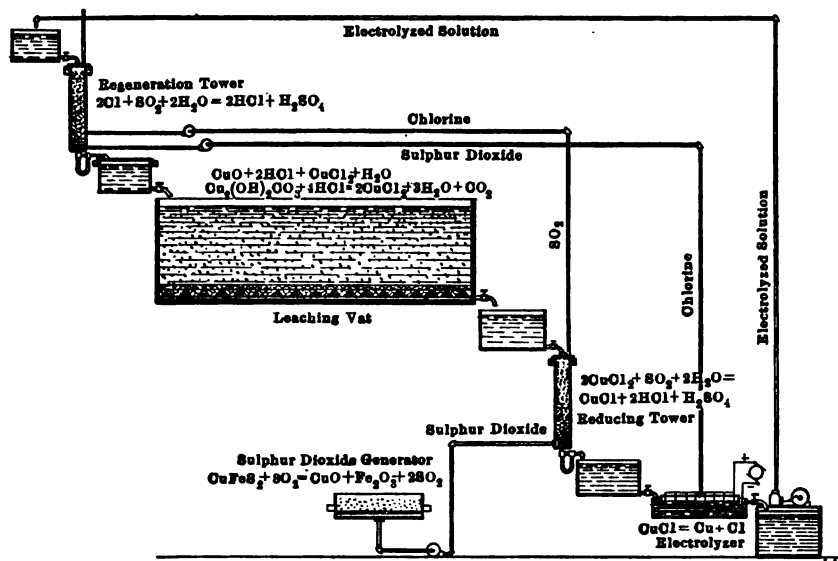 Electrolyzed Solution
Regeneration Tower
2Cl+SO₂+2H₂O = 2HCl+H₂SO₄
Chlorine
Sulphur Dioxide
CuO+2HCl+CuCl₂+H₂O
Cu₂(OH)₂CO₃+4HCl=2CuCl₂+3H₂O+CO₂
SO₂
Chlorine
Electrolyzed Solution
Leaching Vat
2CuCl₂+SO₂+2H₂O=
CuCl+2HCl+H₂SO₄
Reducing Tower
Sulphur Dioxide
Sulphur Dioxide Generator
CuFeS₂+8O₂=CuO+Fe₂O₃+2SO₂
+
−
CuCl = Cu+Cl
Electrolyzer